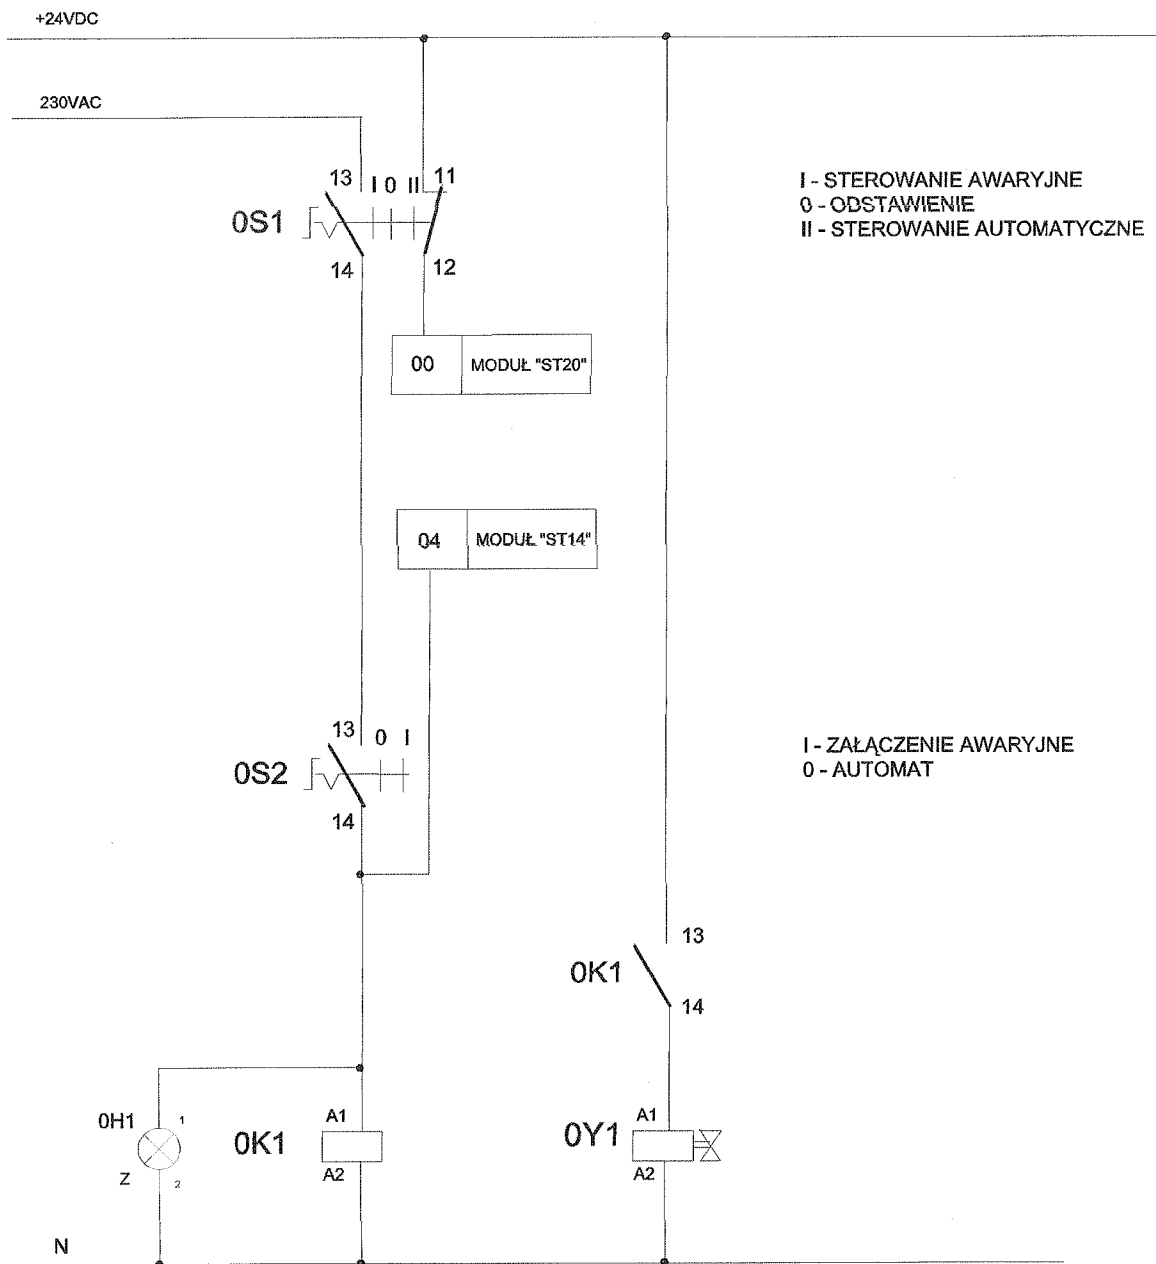 +24VDC
230VAC
13 I 0 II 11
0S1
14 12
I - STEROWANIE AWARYJNE
0 - ODSTAWIENIE
II - STEROWANIE AUTOMATYCZNE
00 MODUŁ "ST20"
04 MODUŁ "ST14"
13 0 I
0S2
14
I - ZAŁĄCZENIE AWARYJNE
0 - AUTOMAT
13
0K1
14
0H1 1
Z 2
A1
0K1
A2
A1
0Y1
A2
N